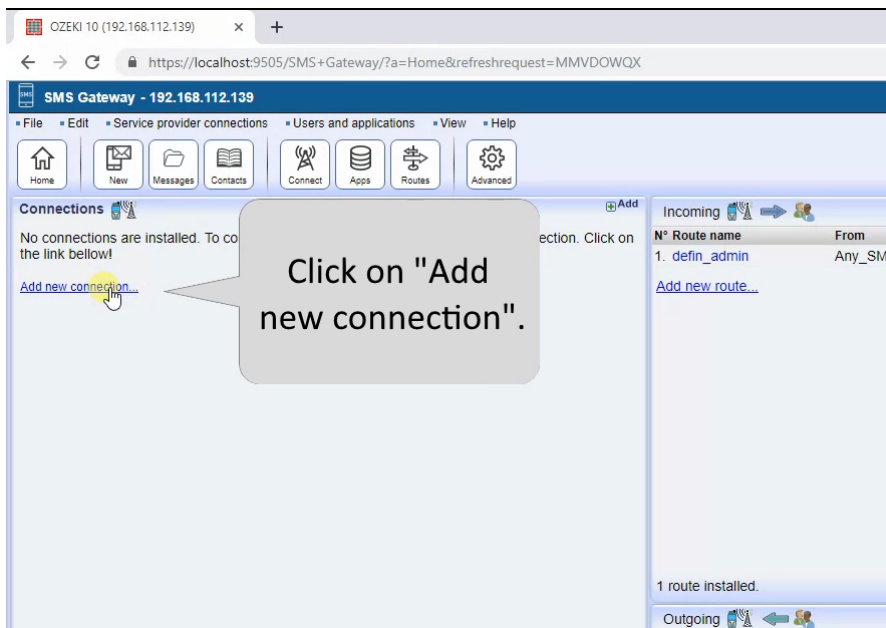 OZEKI 10 (192.168.112.139)
https://localhost:9505/SMS+Gateway/?a=Home&refreshrequest=MMVDOWQX
SMS
SMS Gateway - 192.168.112.139
File Edit Service provider connections Users and applications View Help
Home New Messages Contacts Connect Apps Routes Advanced
Connections
Add
No connections are installed. To co
ection. Click on
the link bellow!
Add new connection...
Click on "Add
new connection".
Incoming
N° Route name From
1. defin_admin Any_SM
Add new route...
1 route installed.
Outgoing